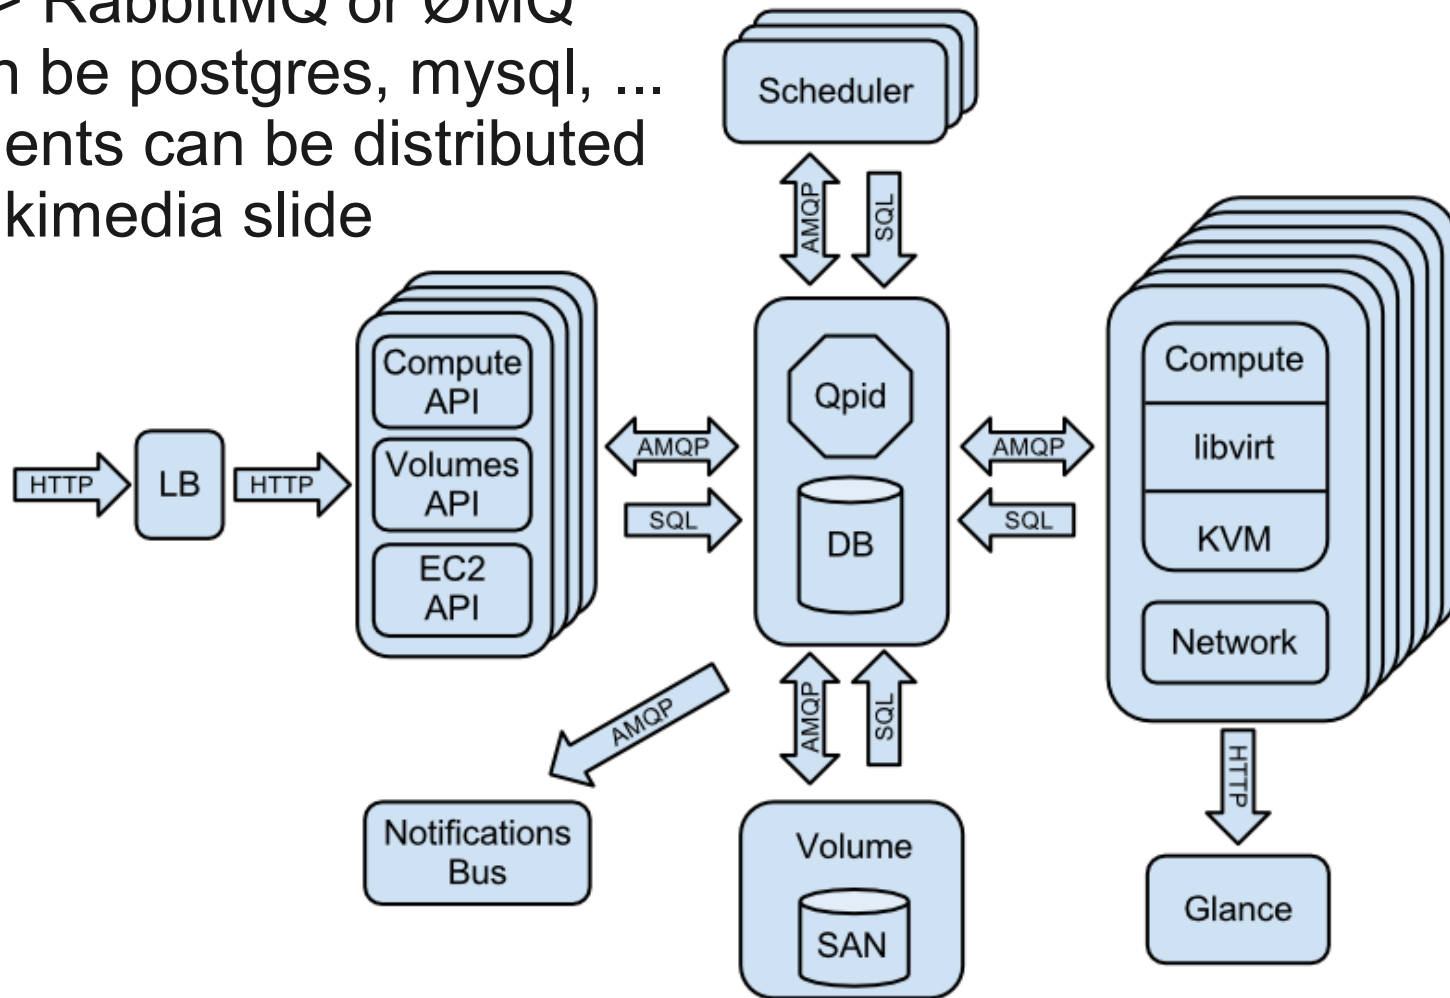 > RabbitMQ or ØMQ
n be postgres, mysql, ...
ents can be distributed
kimedia slide
Scheduler
AMQP
SQL
Compute
API
Volumes
API
EC2
API
HTTP
LB
HTTP
AMQP
SQL
Qpid
DB
AMQP
SQL
Compute
libvirt
KVM
Network
AMQP
AMQP
SQL
HTTP
Notifications
Bus
Volume
SAN
Glance